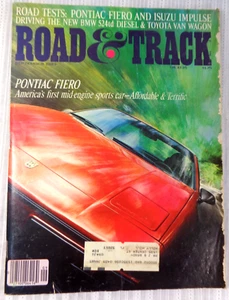 ROAD TESTS: PONTIAC FIERO AND ISUZU IMPULSE
DRIVING THE NEW BMW 524td DIESEL & TOYOTA VAN WAGON
ROAD & TRACK
PONTIAC FIERO
America's first mid-engine sports car—Affordable & Terrific